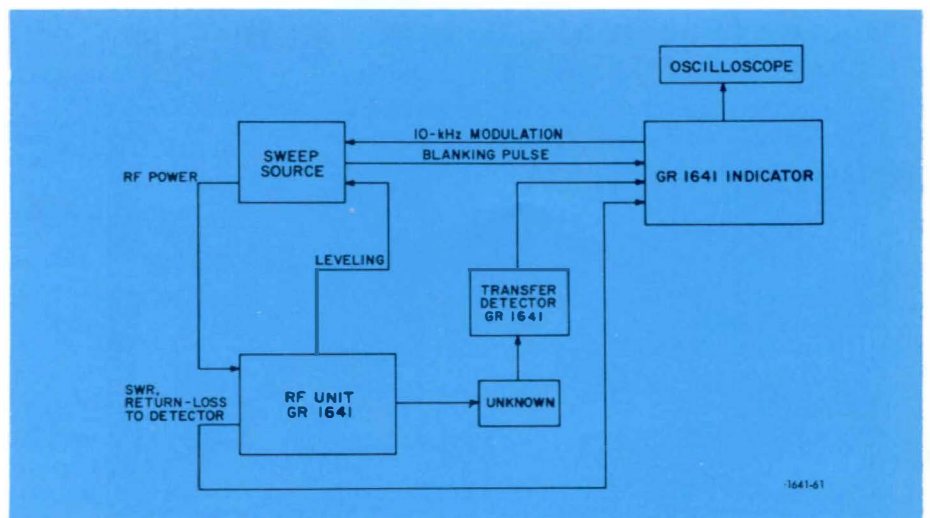 OSCILLOSCOPE
10-kHz MODULATION
SWEEP
SOURCE
BLANKING PULSE
GR 1641 INDICATOR
RF POWER
LEVELING
TRANSFER
DETECTOR
GR 1641
SWR,
RETURN-LOSS
TO DETECTOR
RF UNIT
GR 1641
UNKNOWN
-1641-61